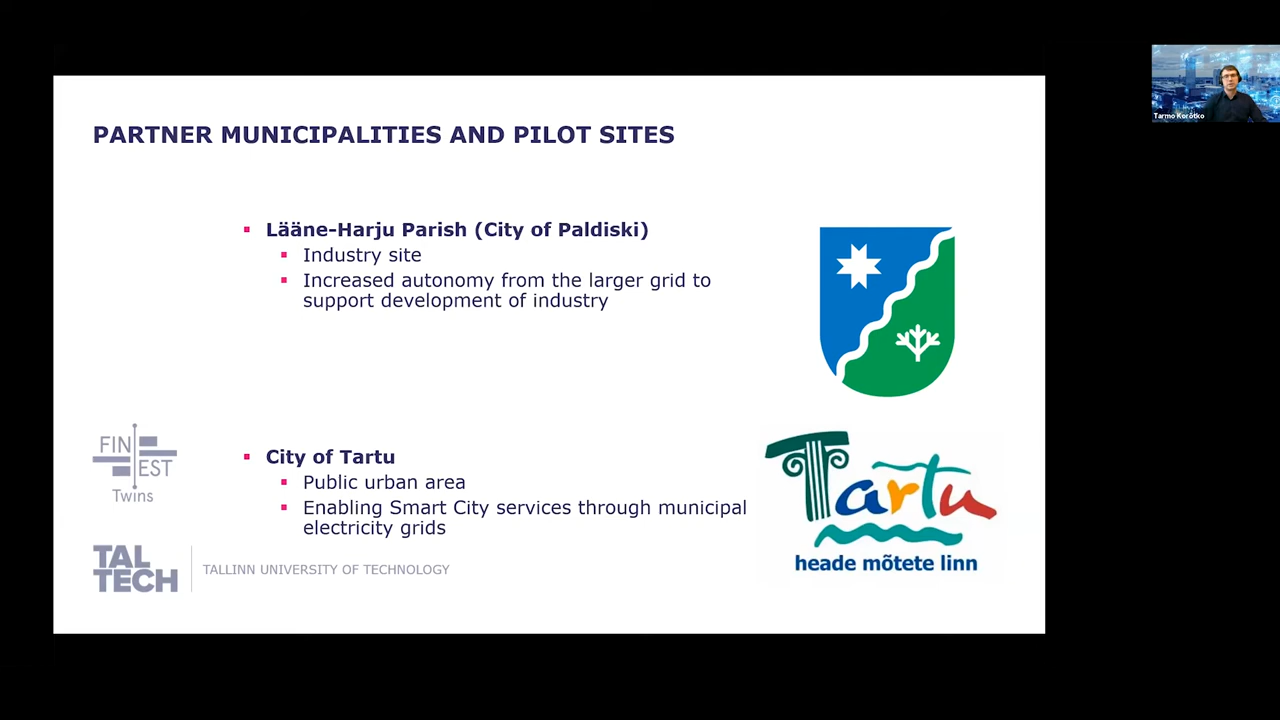 Tarmo Korõtko
PARTNER MUNICIPALITIES AND PILOT SITES
Lääne-Harju Parish (City of Paldiski)
Industry site
Increased autonomy from the larger grid to
support development of industry
City of Tartu
Public urban area
Enabling Smart City services through municipal
electricity grids
FIN
EST
Twins
TAL
TECH
TALLINN UNIVERSITY OF TECHNOLOGY
Tartu
heade mõtete linn